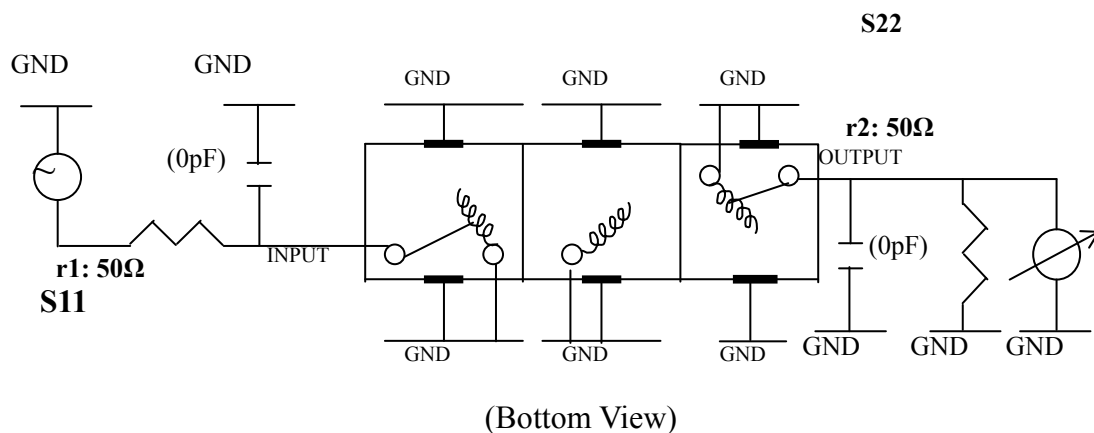 S22
GND
GND
GND
GND
GND
r2: 50Ω
(0pF)
OUTPUT
INPUT
(0pF)
r1: 50Ω
S11
GND
GND
GND
GND
GND
GND
(Bottom View)